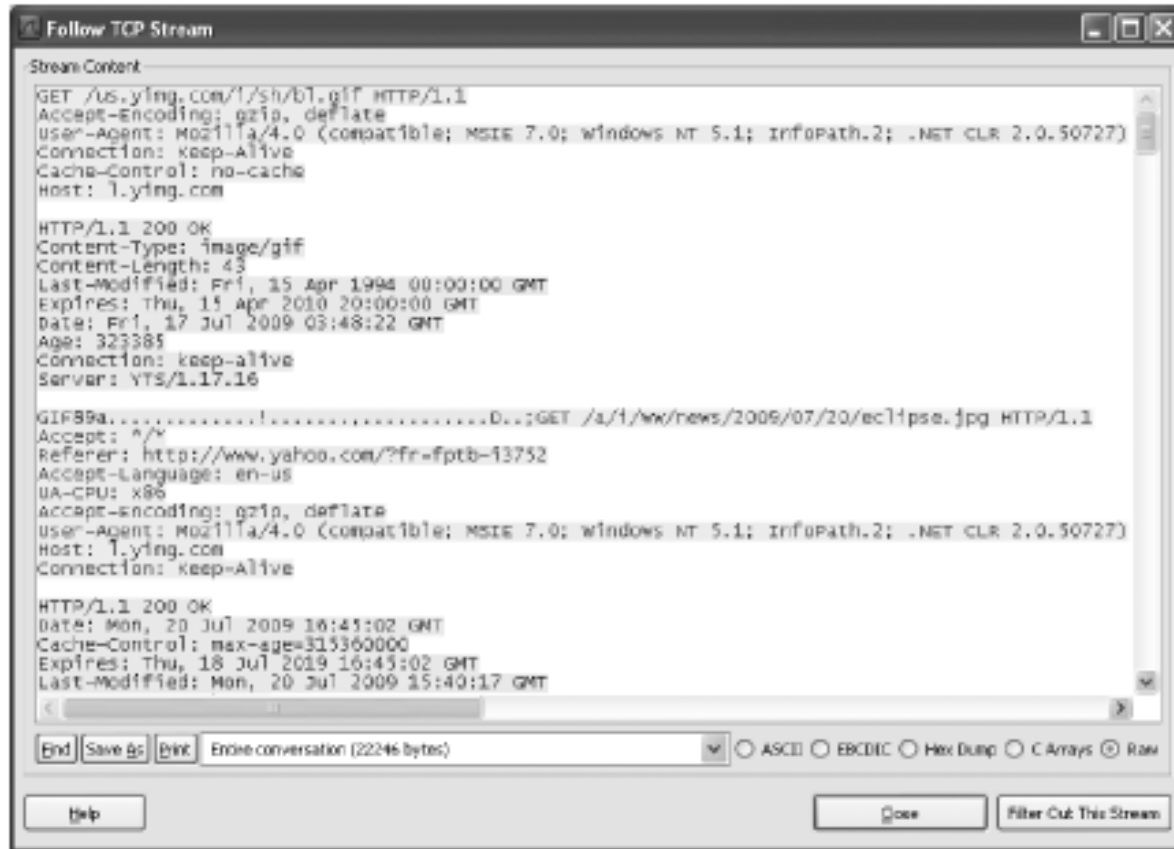 Follow TCP Stream
Stream Content
GET /us.yimg.com/i/sh/bl.gif HTTP/1.1
Accept-Encoding: gzip, deflate
User-Agent: Mozilla/4.0 (compatible; MSIE 7.0; Windows NT 5.1; InfoPath.2; .NET CLR 2.0.50727)
Connection: Keep-Alive
Cache-Control: no-cache
Host: l.yimg.com
HTTP/1.1 200 OK
Content-Type: image/gif
Content-Length: 43
Last-Modified: Fri, 15 Apr 1994 00:00:00 GMT
Expires: Thu, 15 Apr 2010 20:00:00 GMT
Date: Fri, 17 Jul 2009 03:48:22 GMT
Age: 323385
Connection: keep-alive
Server: YTS/1.17.16
GIF89a.............!.......,..................D..;GET /a/i/ww/news/2009/07/20/eclipse.jpg HTTP/1.1
Accept: */*
Referer: http://www.yahoo.com/?fr=fptb-i3752
Accept-Language: en-us
UA-CPU: x86
Accept-Encoding: gzip, deflate
User-Agent: Mozilla/4.0 (compatible; MSIE 7.0; Windows NT 5.1; InfoPath.2; .NET CLR 2.0.50727)
Host: l.yimg.com
Connection: Keep-Alive
HTTP/1.1 200 OK
Date: Mon, 20 Jul 2009 16:45:02 GMT
Cache-Control: max-age=315360000
Expires: Thu, 18 Jul 2019 16:45:02 GMT
Last-Modified: Mon, 20 Jul 2009 15:40:17 GMT
Find Save As Print Entire conversation (22246 bytes) ASCII EBCDIC Hex Dump C Arrays Raw
Help Close Filter Out This Stream